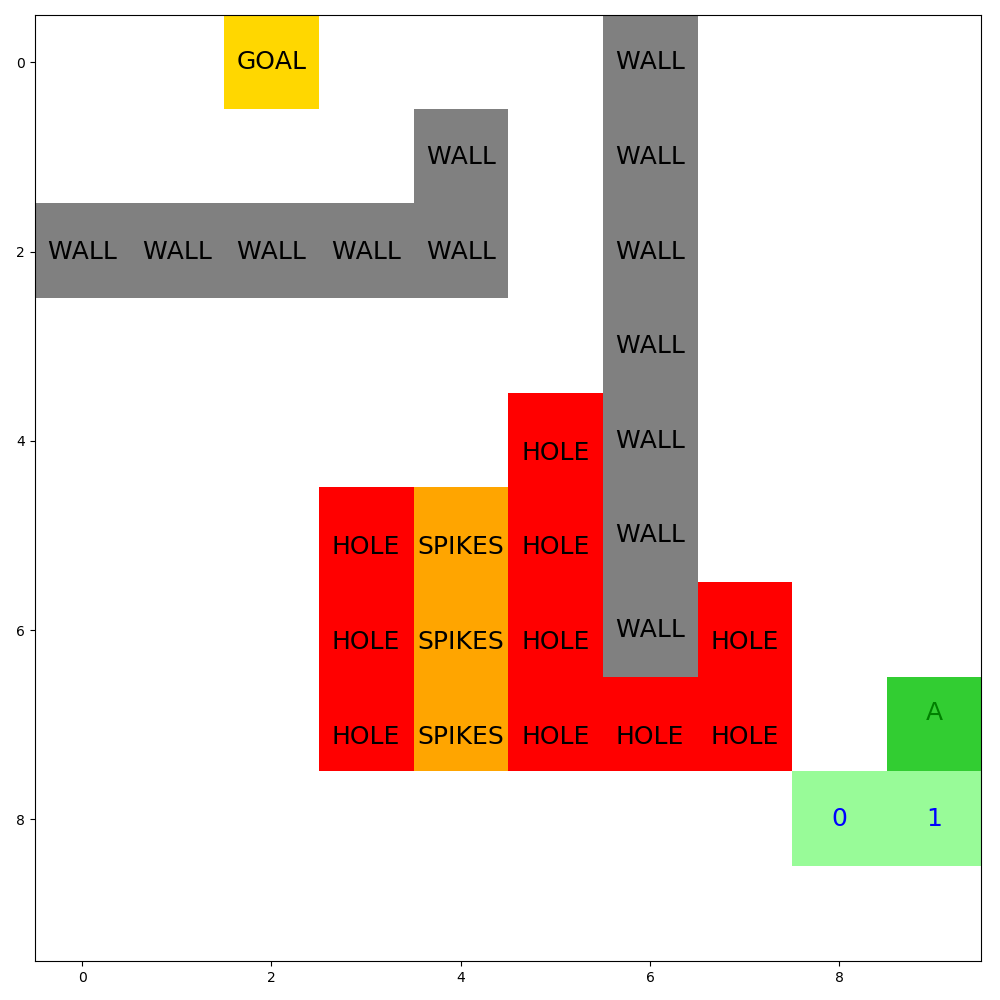 GOAL WALL
0
WALL WALL
WALL WALL WALL WALL WALL WALL
2
WALL
HOLE WALL
4
HOLE SPIKES HOLE WALL
HOLE SPIKES HOLE WALL HOLE
6
A
HOLE SPIKES HOLE HOLE HOLE
0 1
8
0 2 4 6 8